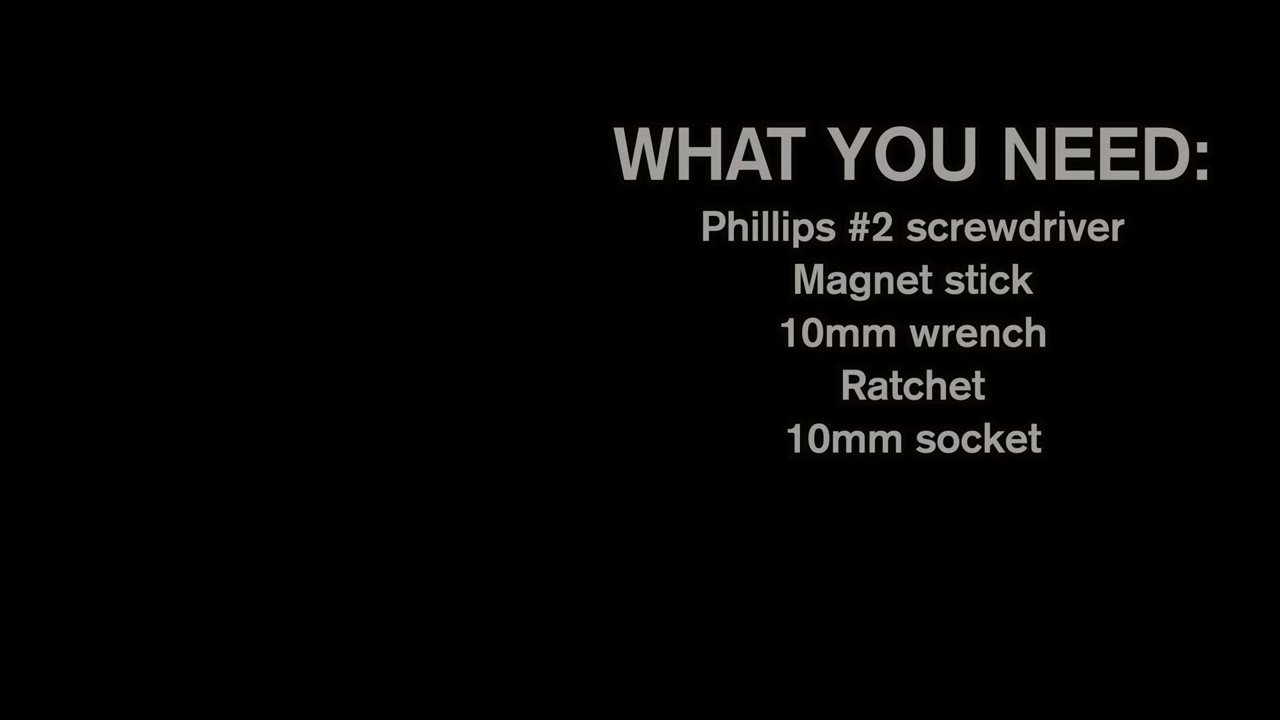 WHAT YOU NEED:
Phillips #2 screwdriver
Magnet stick
10mm wrench
Ratchet
10mm socket